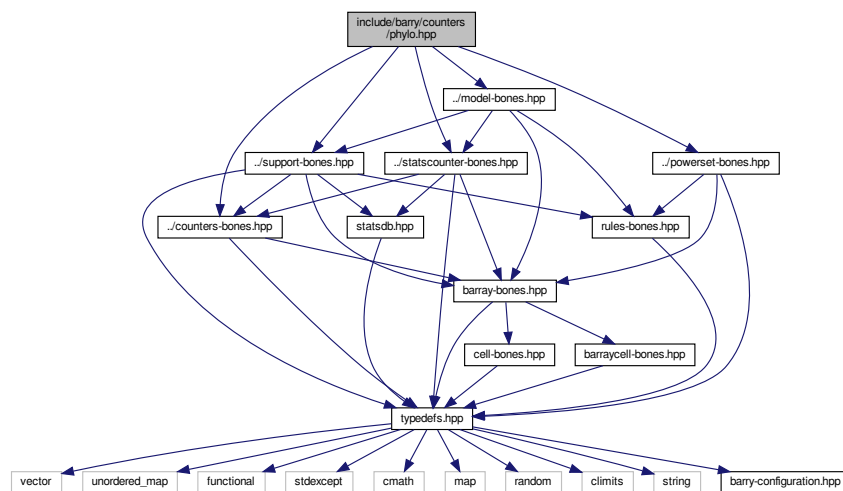 include/barry/counters
/phylo.hpp
../model-bones.hpp
../support-bones.hpp
../statscounter-bones.hpp
../powerset-bones.hpp
../counters-bones.hpp
statsdb.hpp
rules-bones.hpp
barray-bones.hpp
cell-bones.hpp
barraycell-bones.hpp
typedefs.hpp
vector
unordered_map
functional
stdexcept
cmath
map
random
climits
string
barry-configuration.hpp